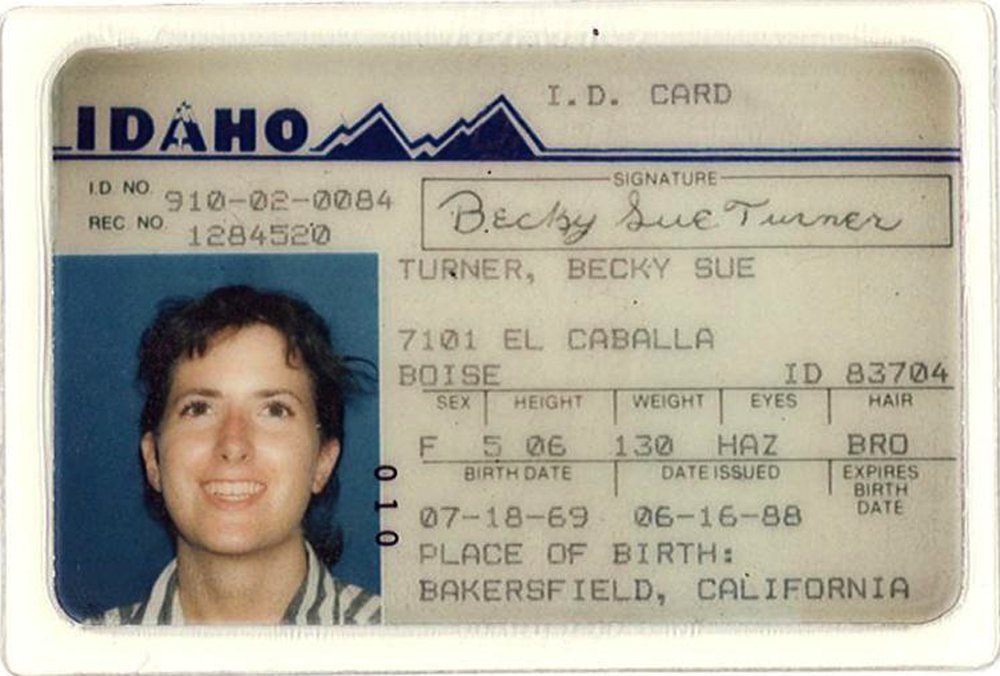 IDAHO
I.D. CARD
I.D NO. 910-02-0084
REC NO. 1284520
SIGNATURE
Becky Sue Turner
TURNER, BECKY SUE
7101 EL CABALLA
BOISE ID 83704
SEX HEIGHT WEIGHT EYES HAIR
F 5 06 130 HAZ BRO
BIRTH DATE DATE ISSUED EXPIRES BIRTH DATE
07-18-69 06-16-88
010
PLACE OF BIRTH:
BAKERSFIELD, CALIFORNIA